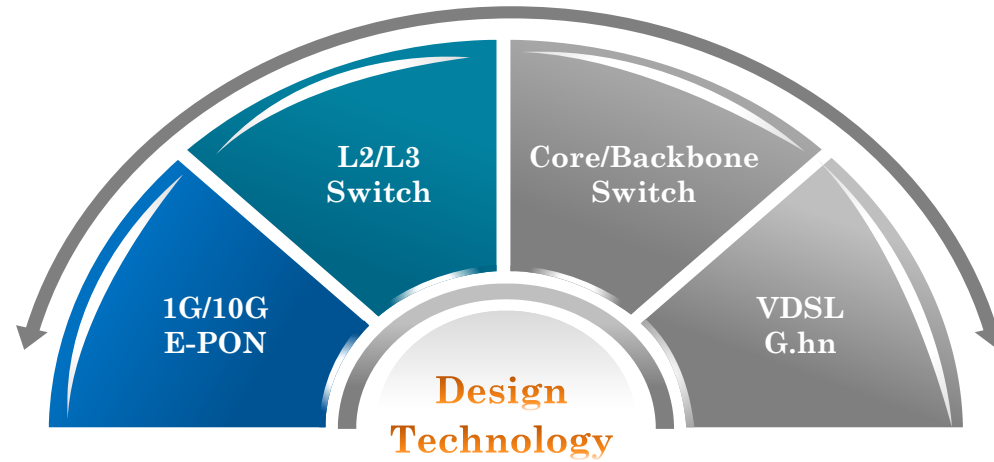 L2/L3
Switch
Core/Backbone
Switch
1G/10G
E-PON
VDSL
G.hn
Design
Technology